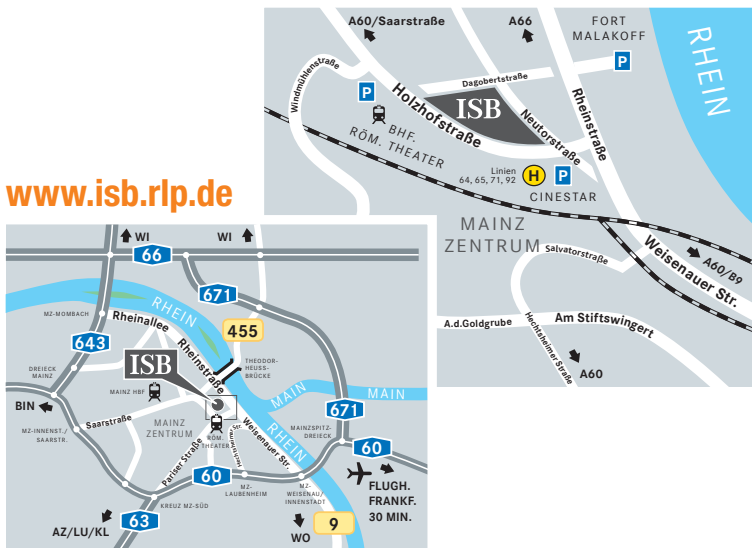 A60/Saarstraße
A66
FORT
MALAKOFF
RHEIN
Windmühlenstraße
P
Dagobertstraße
P
Holzhofstraße
ISB
Neutorstraße
Rheinstraße
BHF.
RÖM. THEATER
Linien
64, 65, 71, 92
H
P
CINESTAR
MAINZ
ZENTRUM
Salvatorstraße
Weisenauer Str.
A60/B9
A.d.Goldgrube
Am Stiftswingert
Hechtsheimer Straße
A60
www.isb.rlp.de
WI
WI
66
671
MZ-MOMBACH
Rheinallee
RHEIN
455
643
Rheinstraße
ISB
THEODOR-
HEUSS-
BRÜCKE
DREIECK
MAINZ
MAINZ HBF
MAIN
MAIN
BIN
671
Saarstraße
MAINZ
ZENTRUM
RÖM.
THEATER
RHEIN
MZ-INNENST./
SAARSTR.
Pariser Straße
Weisenauer Str.
MAINZSPITZ-
DREIECK
60
60
MZ-
LAUBENHEIM
MZ-
WEISENAU/
INNENSTADT
FLUGH.
FRANKF.
30 MIN.
KREUZ MZ-SÜD
63
AZ/LU/KL
WO
9